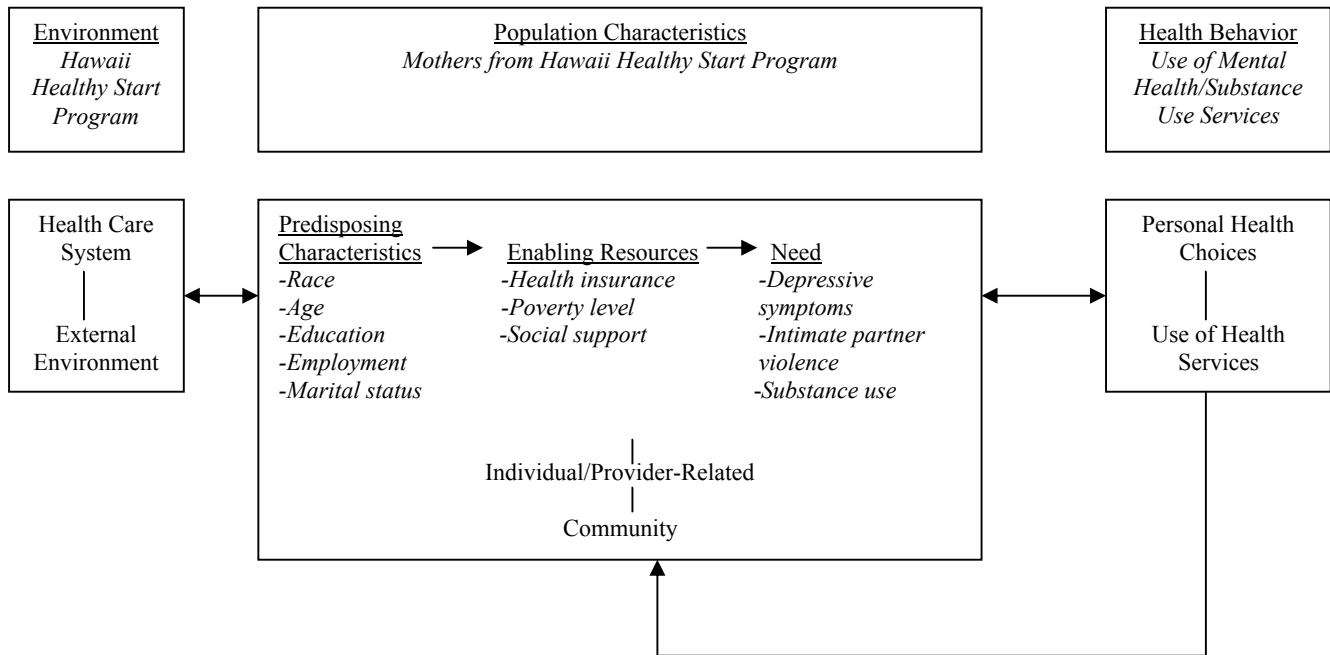 Environment
Hawaii
Healthy Start
Program
Population Characteristics
Mothers from Hawaii Healthy Start Program
Health Behavior
Use of Mental
Health/Substance
Use Services
Health Care
System
External
Environment
Predisposing
Characteristics
-Race
-Age
-Education
-Employment
-Marital status
Enabling Resources
-Health insurance
-Poverty level
-Social support
Need
-Depressive
symptoms
-Intimate partner
violence
-Substance use
Individual/Provider-Related
Community
Personal Health
Choices
Use of Health
Services